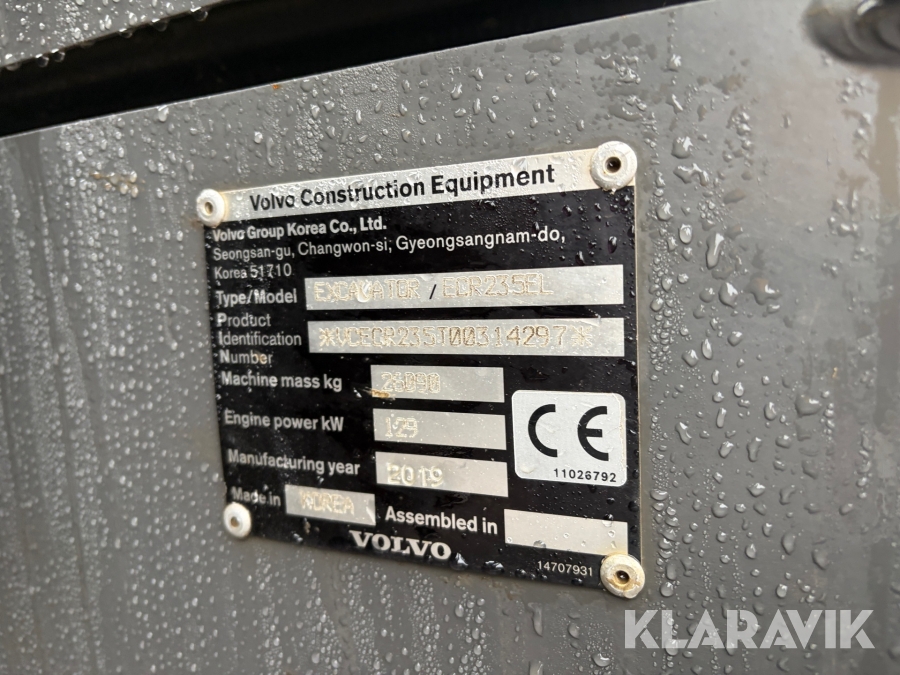 Volvo Construction Equipment
Volvo Group Korea Co., Ltd.
Seongsan-gu, Changwon-si, Gyeongsangnam-do,
Korea 51710
Type/Model EXCAVATOR / ECR235EL
Product
Identification *VCECR235T00314297*
Number
Machine mass kg 26090
Engine power kW 129
CE
11026792
Manufacturing year 2019
Made in KOREA Assembled in
VOLVO
14707931
KLARAVIK